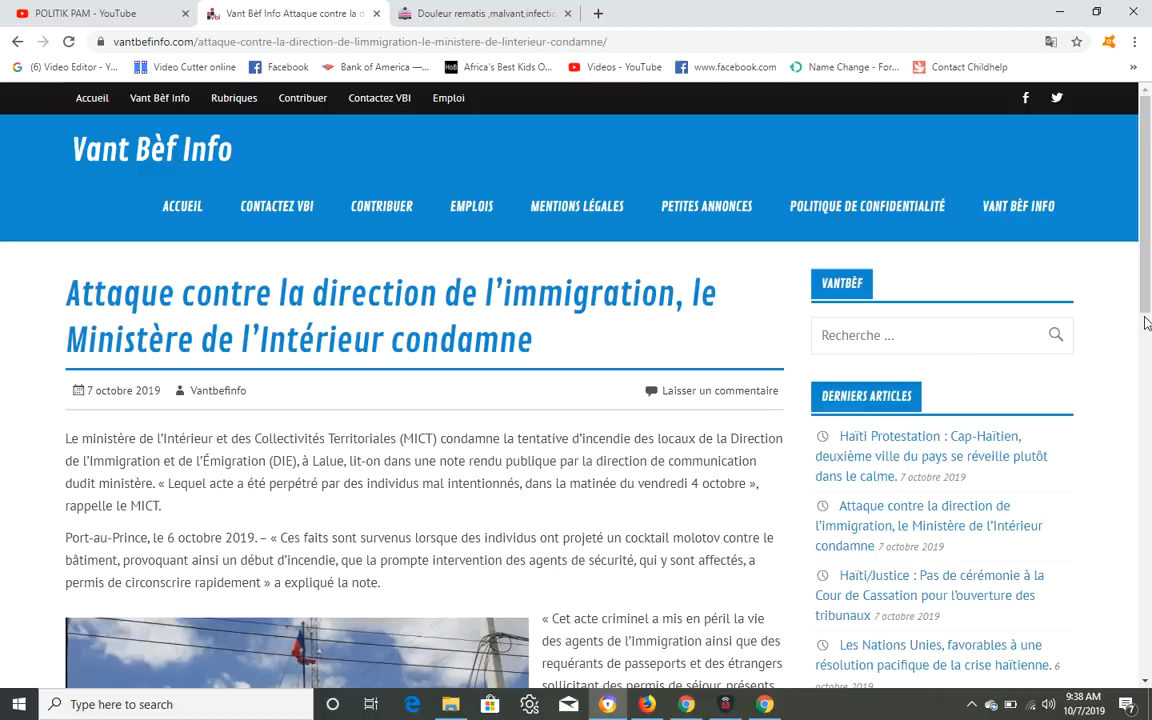 POLITIK PAM - YouTube
Vant Bèf Info Attaque contre la d
Douleur rematis ,malvant,infectio
vantbefinfo.com/attaque-contre-la-direction-de-limmigration-le-ministere-de-linterieur-condamne/
(6) Video Editor - Y...
Video Cutter online
Facebook
Bank of America —...
Africa's Best Kids O...
Videos - YouTube
www.facebook.com
Name Change - For...
Contact Childhelp
Accueil
Vant Bèf Info
Rubriques
Contribuer
Contactez VBI
Emploi
Vant Bèf Info
ACCUEIL
CONTACTEZ VBI
CONTRIBUER
EMPLOIS
MENTIONS LÉGALES
PETITES ANNONCES
POLITIQUE DE CONFIDENTIALITÉ
VANT BÈF INFO
Attaque contre la direction de l'immigration, le
Ministère de l'Intérieur condamne
7 octobre 2019
Vantbefinfo
Laisser un commentaire
Le ministère de l'Intérieur et des Collectivités Territoriales (MICT) condamne la tentative d'incendie des locaux de la Direction
de l'Immigration et de l'Émigration (DIE), à Lalue, lit-on dans une note rendu publique par la direction de communication
dudit ministère. « Lequel acte a été perpétré par des individus mal intentionnés, dans la matinée du vendredi 4 octobre »,
rappelle le MICT.
Port-au-Prince, le 6 octobre 2019. – « Ces faits sont survenus lorsque des individus ont projeté un cocktail molotov contre le
bâtiment, provoquant ainsi un début d'incendie, que la prompte intervention des agents de sécurité, qui y sont affectés, a
permis de circonscrire rapidement » a expliqué la note.
« Cet acte criminel a mis en péril la vie
des agents de l'Immigration ainsi que des
requérants de passeports et des étrangers
sollicitant des permis de séjour, présents
VANTBÈF
Recherche ...
DERNIERS ARTICLES
Haïti Protestation : Cap-Haïtien,
deuxième ville du pays se réveille plutôt
dans le calme. 7 octobre 2019
Attaque contre la direction de
l'immigration, le Ministère de l'Intérieur
condamne 7 octobre 2019
Haïti/Justice : Pas de cérémonie à la
Cour de Cassation pour l'ouverture des
tribunaux 7 octobre 2019
Les Nations Unies, favorables à une
résolution pacifique de la crise haïtienne. 6
octobre 2019
Type here to search
9:38 AM
10/7/2019